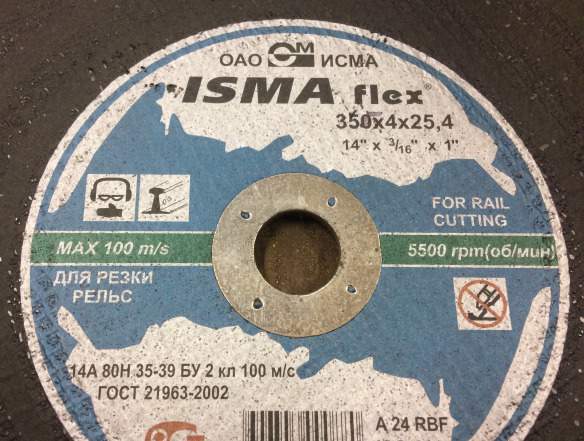 ОАО ОМ ИСМА
ISMA flex®
350x4x25,4
14" x 3/16" x 1"
FOR RAIL
CUTTING
MAX 100 m/s
5500 rpm(об/мин)
ДЛЯ РЕЗКИ
РЕЛЬС
14А 80Н 35-39 БУ 2 кл 100 м/с
ГОСТ 21963-2002
A 24 RBF